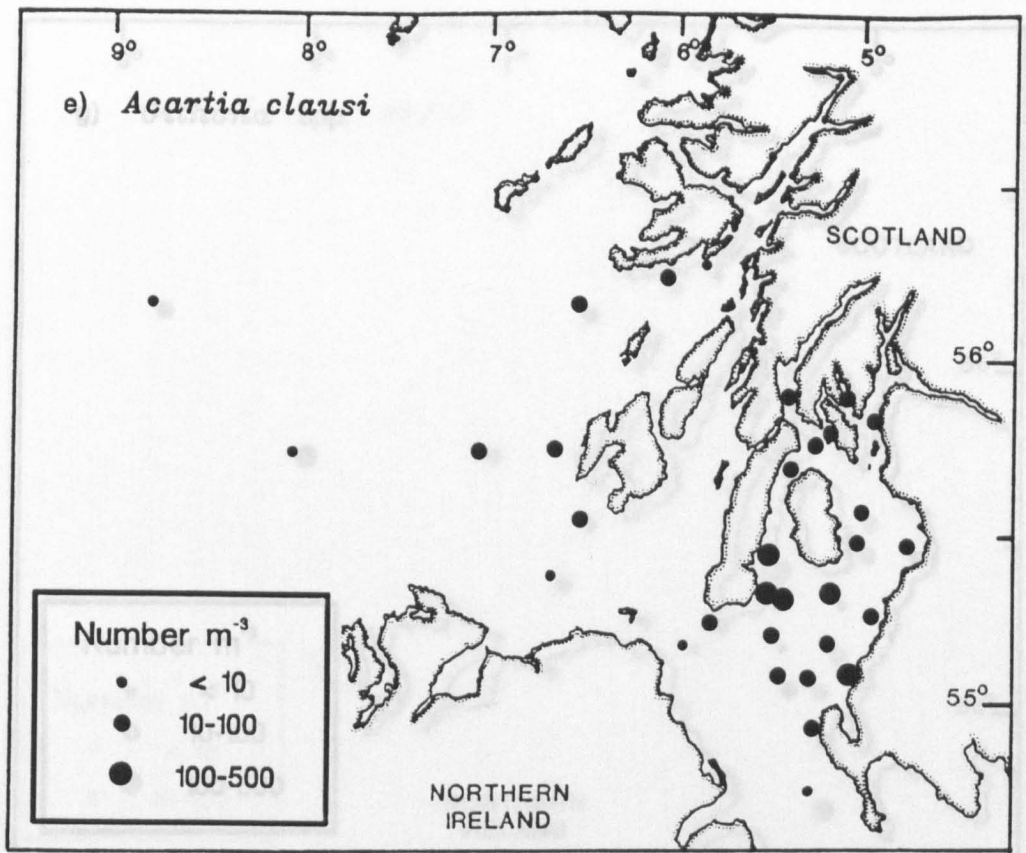 9° 8° 7° 6° 5°
e) Acartia clausi
SCOTLAND
56°
Number m⁻³
< 10
10-100
100-500
55°
NORTHERN
IRELAND